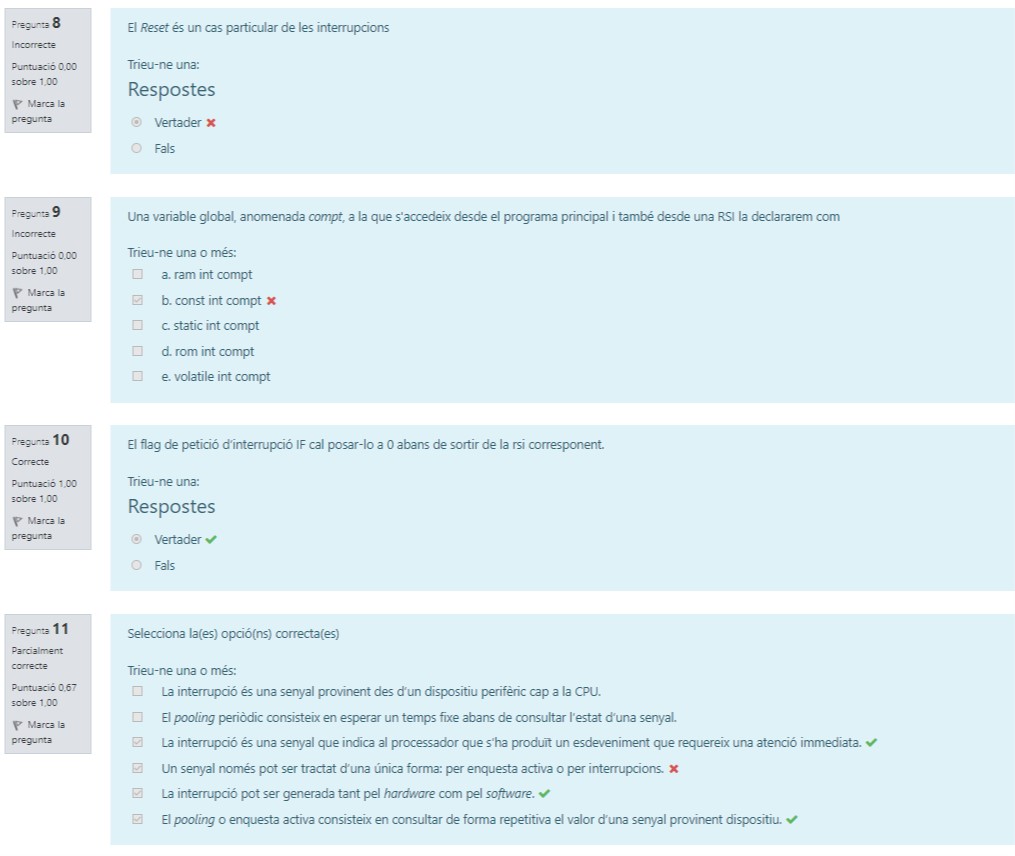 Pregunta 8
Incorrecte
Puntuació 0,00
sobre 1,00
Marca la
pregunta
El Reset és un cas particular de les interrupcions
Trieu-ne una:
Respostes
Vertader
Fals
Pregunta 9
Incorrecte
Puntuació 0,00
sobre 1,00
Marca la
pregunta
Una variable global, anomenada compt, a la que s'accedeix desde el programa principal i també desde una RSI la declararem com
Trieu-ne una o més:
a. ram int compt
b. const int compt
c. static int compt
d. rom int compt
e. volatile int compt
Pregunta 10
Correcte
Puntuació 1,00
sobre 1,00
Marca la
pregunta
El flag de petició d'interrupció IF cal posar-lo a 0 abans de sortir de la rsi corresponent.
Trieu-ne una:
Respostes
Vertader
Fals
Pregunta 11
Parcialment
correcte
Puntuació 0,67
sobre 1,00
Marca la
pregunta
Selecciona la(es) opció(ns) correcta(es)
Trieu-ne una o més:
La interrupció és una senyal provinent des d'un dispositiu perifèric cap a la CPU.
El pooling periòdic consisteix en esperar un temps fixe abans de consultar l'estat d'una senyal.
La interrupció és una senyal que indica al processador que s'ha produït un esdeveniment que requereix una atenció immediata.
Un senyal només pot ser tractat d'una única forma: per enquesta activa o per interrupcions.
La interrupció pot ser generada tant pel hardware com pel software.
El pooling o enquesta activa consisteix en consultar de forma repetitiva el valor d'una senyal provinent dispositiu.